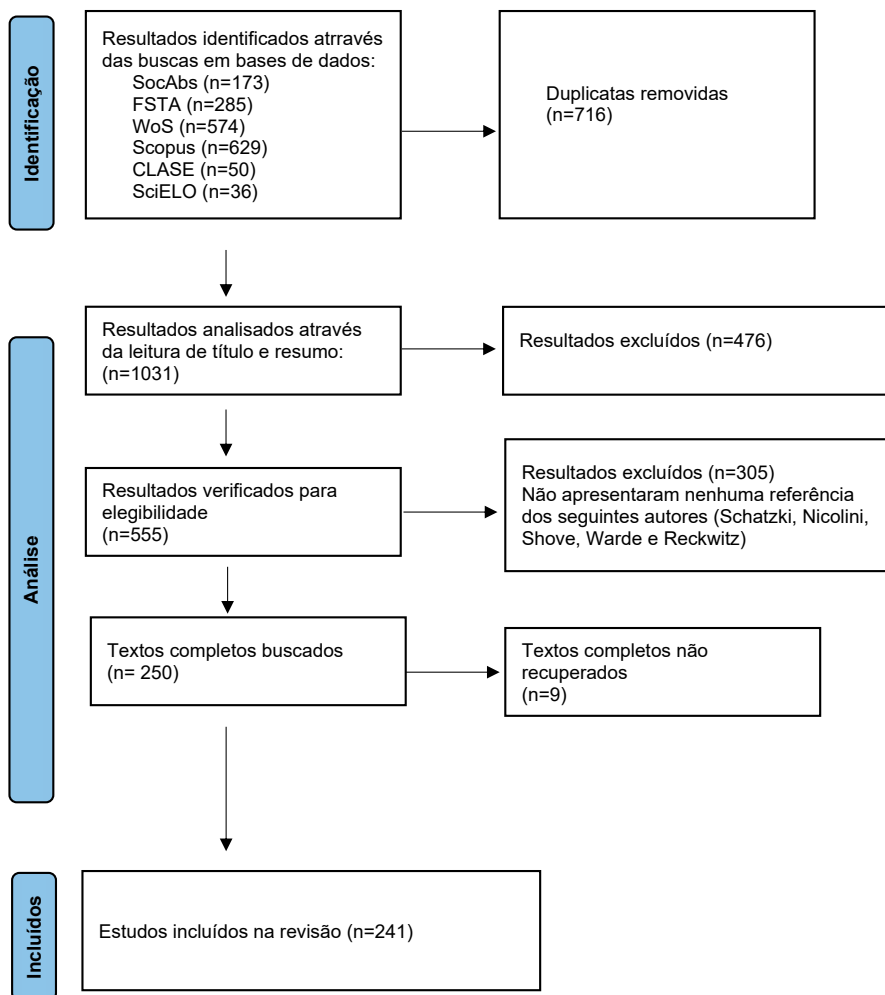 Identificação
Resultados identificados atrravés
das buscas em bases de dados:
SocAbs (n=173)
FSTA (n=285)
WoS (n=574)
Scopus (n=629)
CLASE (n=50)
SciELO (n=36)
Duplicatas removidas
(n=716)
Análise
Resultados analisados através
da leitura de título e resumo:
(n=1031)
Resultados excluídos (n=476)
Resultados verificados para
elegibilidade
(n=555)
Resultados excluídos (n=305)
Não apresentaram nenhuma referência
dos seguintes autores (Schatzki, Nicolini,
Shove, Warde e Reckwitz)
Textos completos buscados
(n= 250)
Textos completos não
recuperados
(n=9)
Incluídos
Estudos incluídos na revisão (n=241)